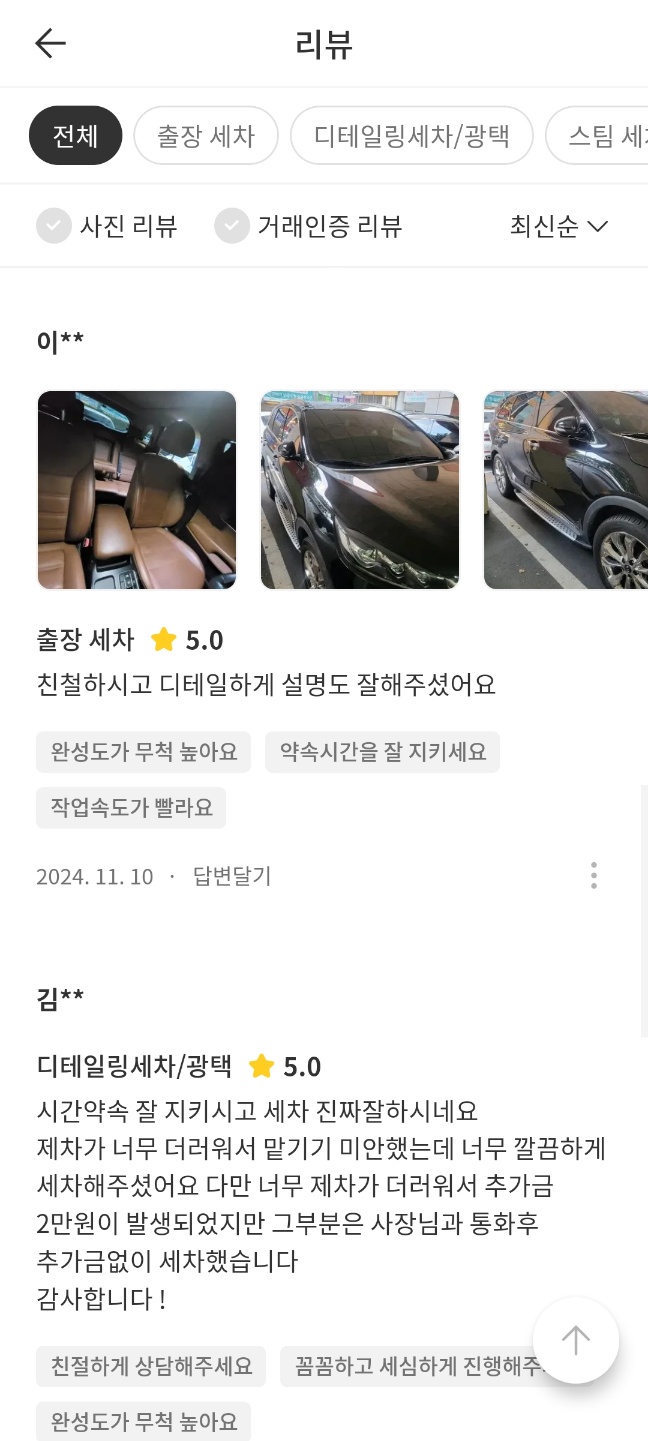 리뷰
전체 출장 세차 디테일링세차/광택 스팀
사진 리뷰 거래인증 리뷰 최신순
이**
출장 세차 5.0
친철하시고 디테일하게 설명도 잘해주셨어요
완성도가 무척 높아요 약속시간을 잘 지키세요
작업속도가 빨라요
2024. 11. 10 · 답변달기
김**
디테일링세차/광택 5.0
시간약속 잘 지키시고 세차 진짜잘하시네요
제차가 너무 더러워서 맡기기 미안했는데 너무 깔끔하게
세차해주셨어요 다만 너무 제차가 더러워서 추가금
2만원이 발생되었지만 그부분은 사장님과 통화후
추가금없이 세차했습니다
감사합니다 !
친절하게 상담해주세요 꼼꼼하고 세심하게 진행해주
완성도가 무척 높아요